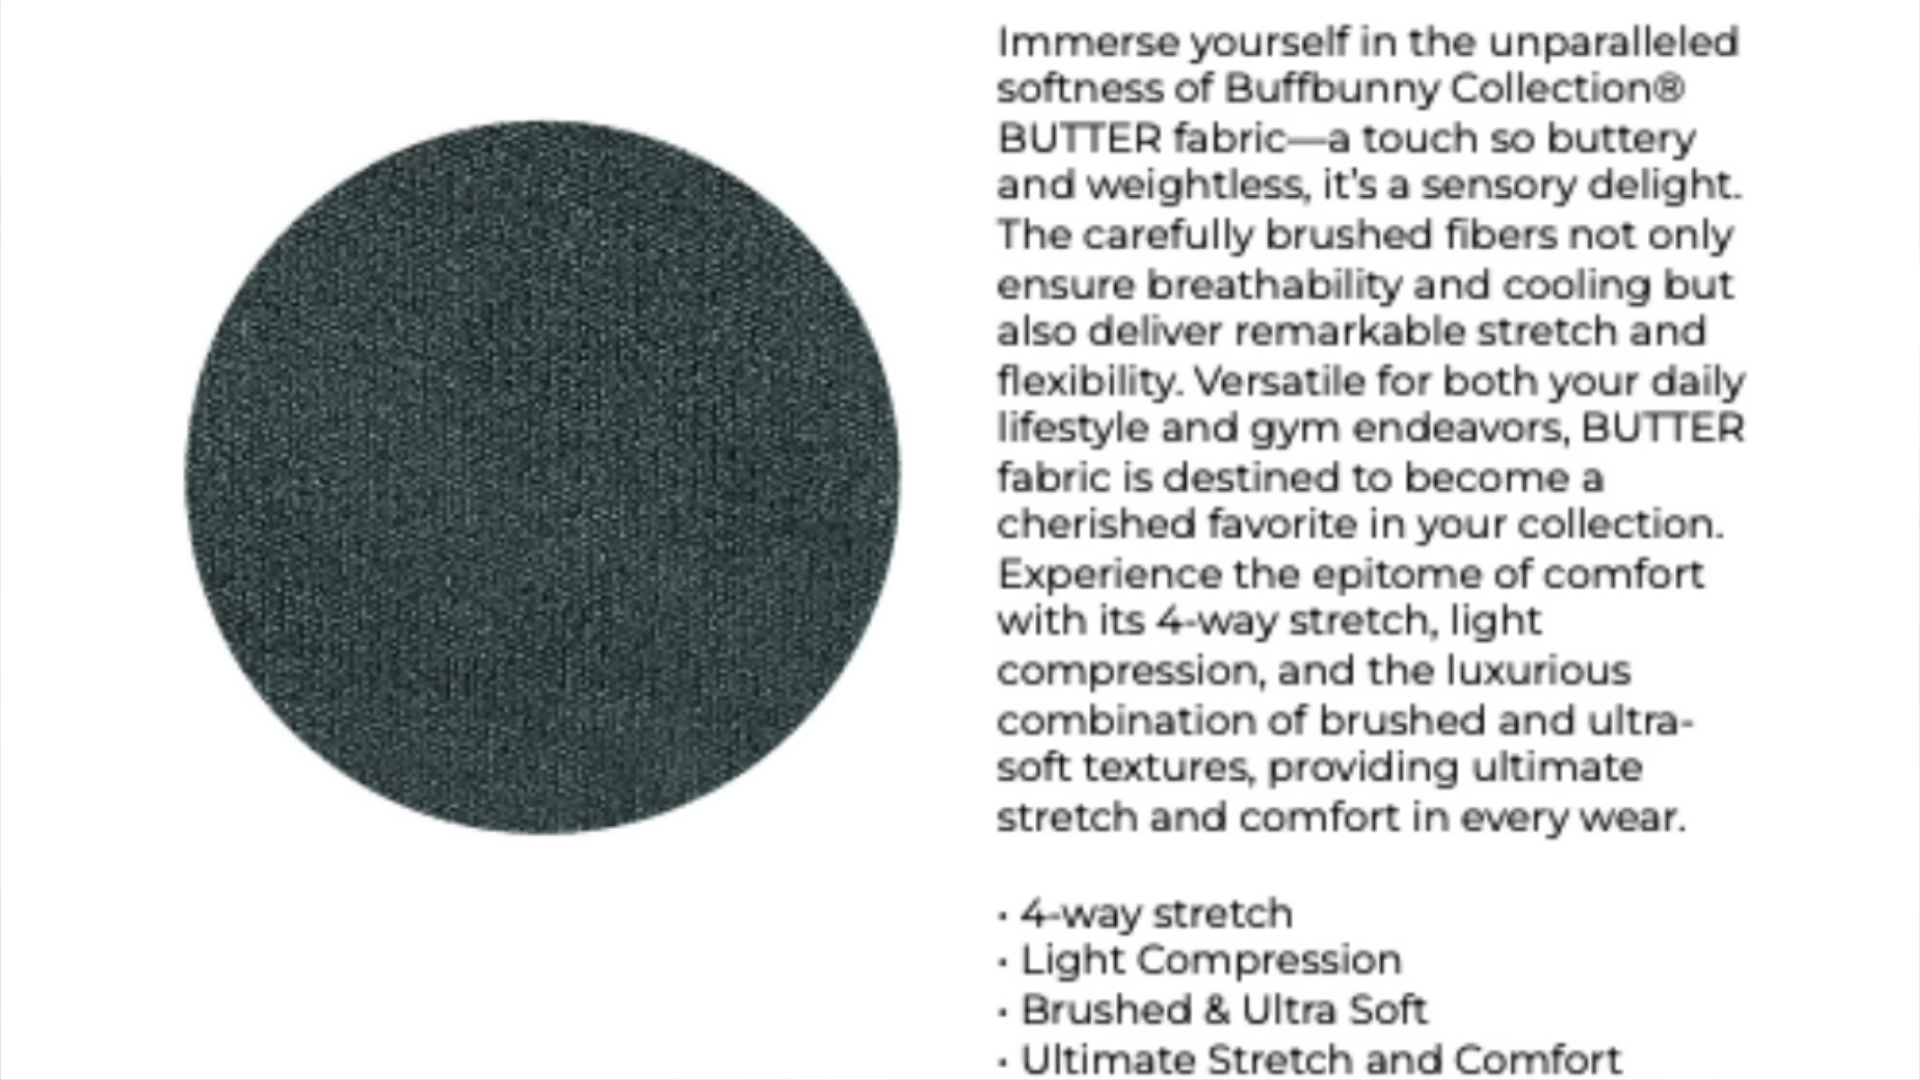 Immerse yourself in the unparalleled
softness of Buffbunny Collection®
BUTTER fabric—a touch so buttery
and weightless, it’s a sensory delight.
The carefully brushed fibers not only
ensure breathability and cooling but
also deliver remarkable stretch and
flexibility. Versatile for both your daily
lifestyle and gym endeavors, BUTTER
fabric is destined to become a
cherished favorite in your collection.
Experience the epitome of comfort
with its 4-way stretch, light
compression, and the luxurious
combination of brushed and ultra-
soft textures, providing ultimate
stretch and comfort in every wear.
• 4-way stretch
• Light Compression
• Brushed & Ultra Soft
• Ultimate Stretch and Comfort